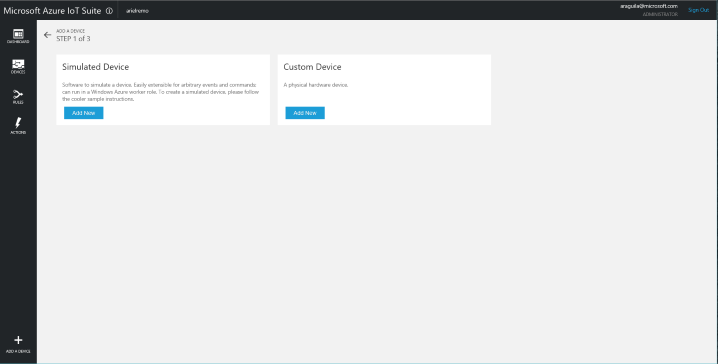 Microsoft Azure IoT Suite
arielremo
araguila@microsoft.com
ADMINISTRATOR
Sign Out
DASHBOARD
DEVICES
RULES
ACTIONS
ADD A DEVICE
STEP 1 of 3
Simulated Device
Software to simulate a device. Easily extensible for arbitrary events and commands
can run in a Windows Azure worker role. To create a simulated device, please follow
the cooler sample instructions.
Add New
Custom Device
A physical hardware device.
Add New
ADD A DEVICE